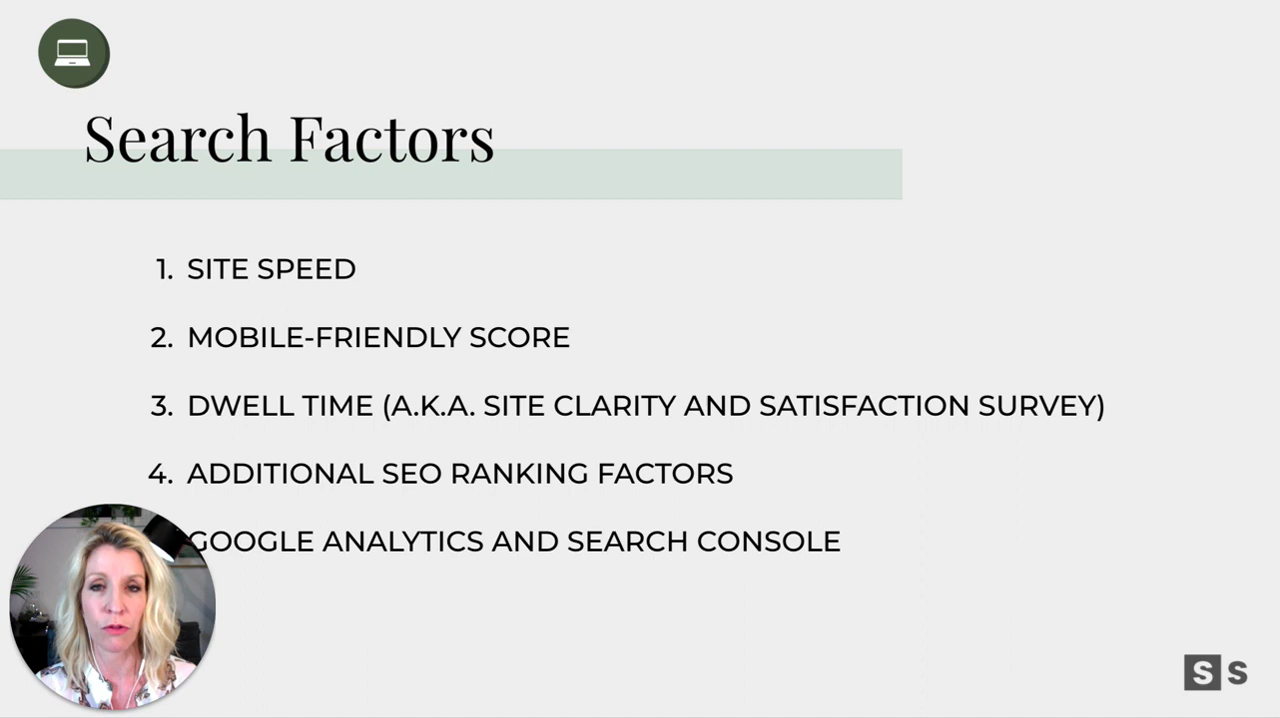 Search Factors
1. SITE SPEED
2. MOBILE-FRIENDLY SCORE
3. DWELL TIME (A.K.A. SITE CLARITY AND SATISFACTION SURVEY)
4. ADDITIONAL SEO RANKING FACTORS
GOOGLE ANALYTICS AND SEARCH CONSOLE
S S